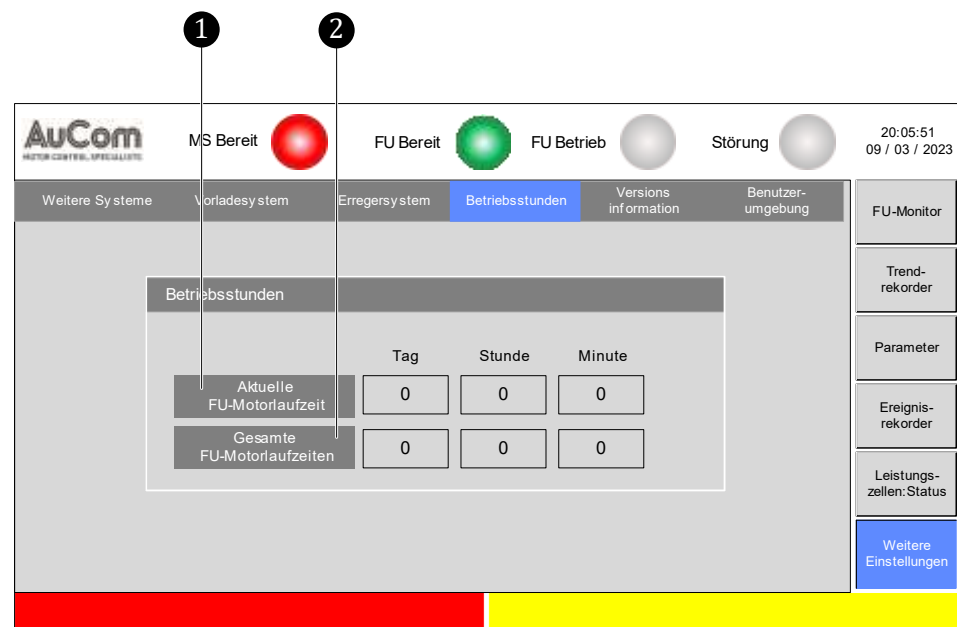 1 2
AuCom
MOTOR CONTROL SPECIALISTS
MS Bereit
FU Bereit
FU Betrieb
Störung
20:05:51
09 / 03 / 2023
Weitere Systeme
Vorladesystem
Erregersystem
Betriebsstunden
Versions
information
Benutzer-
umgebung
FU-Monitor
Trend-
rekorder
Parameter
Ereignis-
rekorder
Leistungs-
zellen:Status
Weitere
Einstellungen
Betriebsstunden
Tag Stunde Minute
Aktuelle
FU-Motorlaufzeit
0 0 0
Gesamte
FU-Motorlaufzeiten
0 0 0